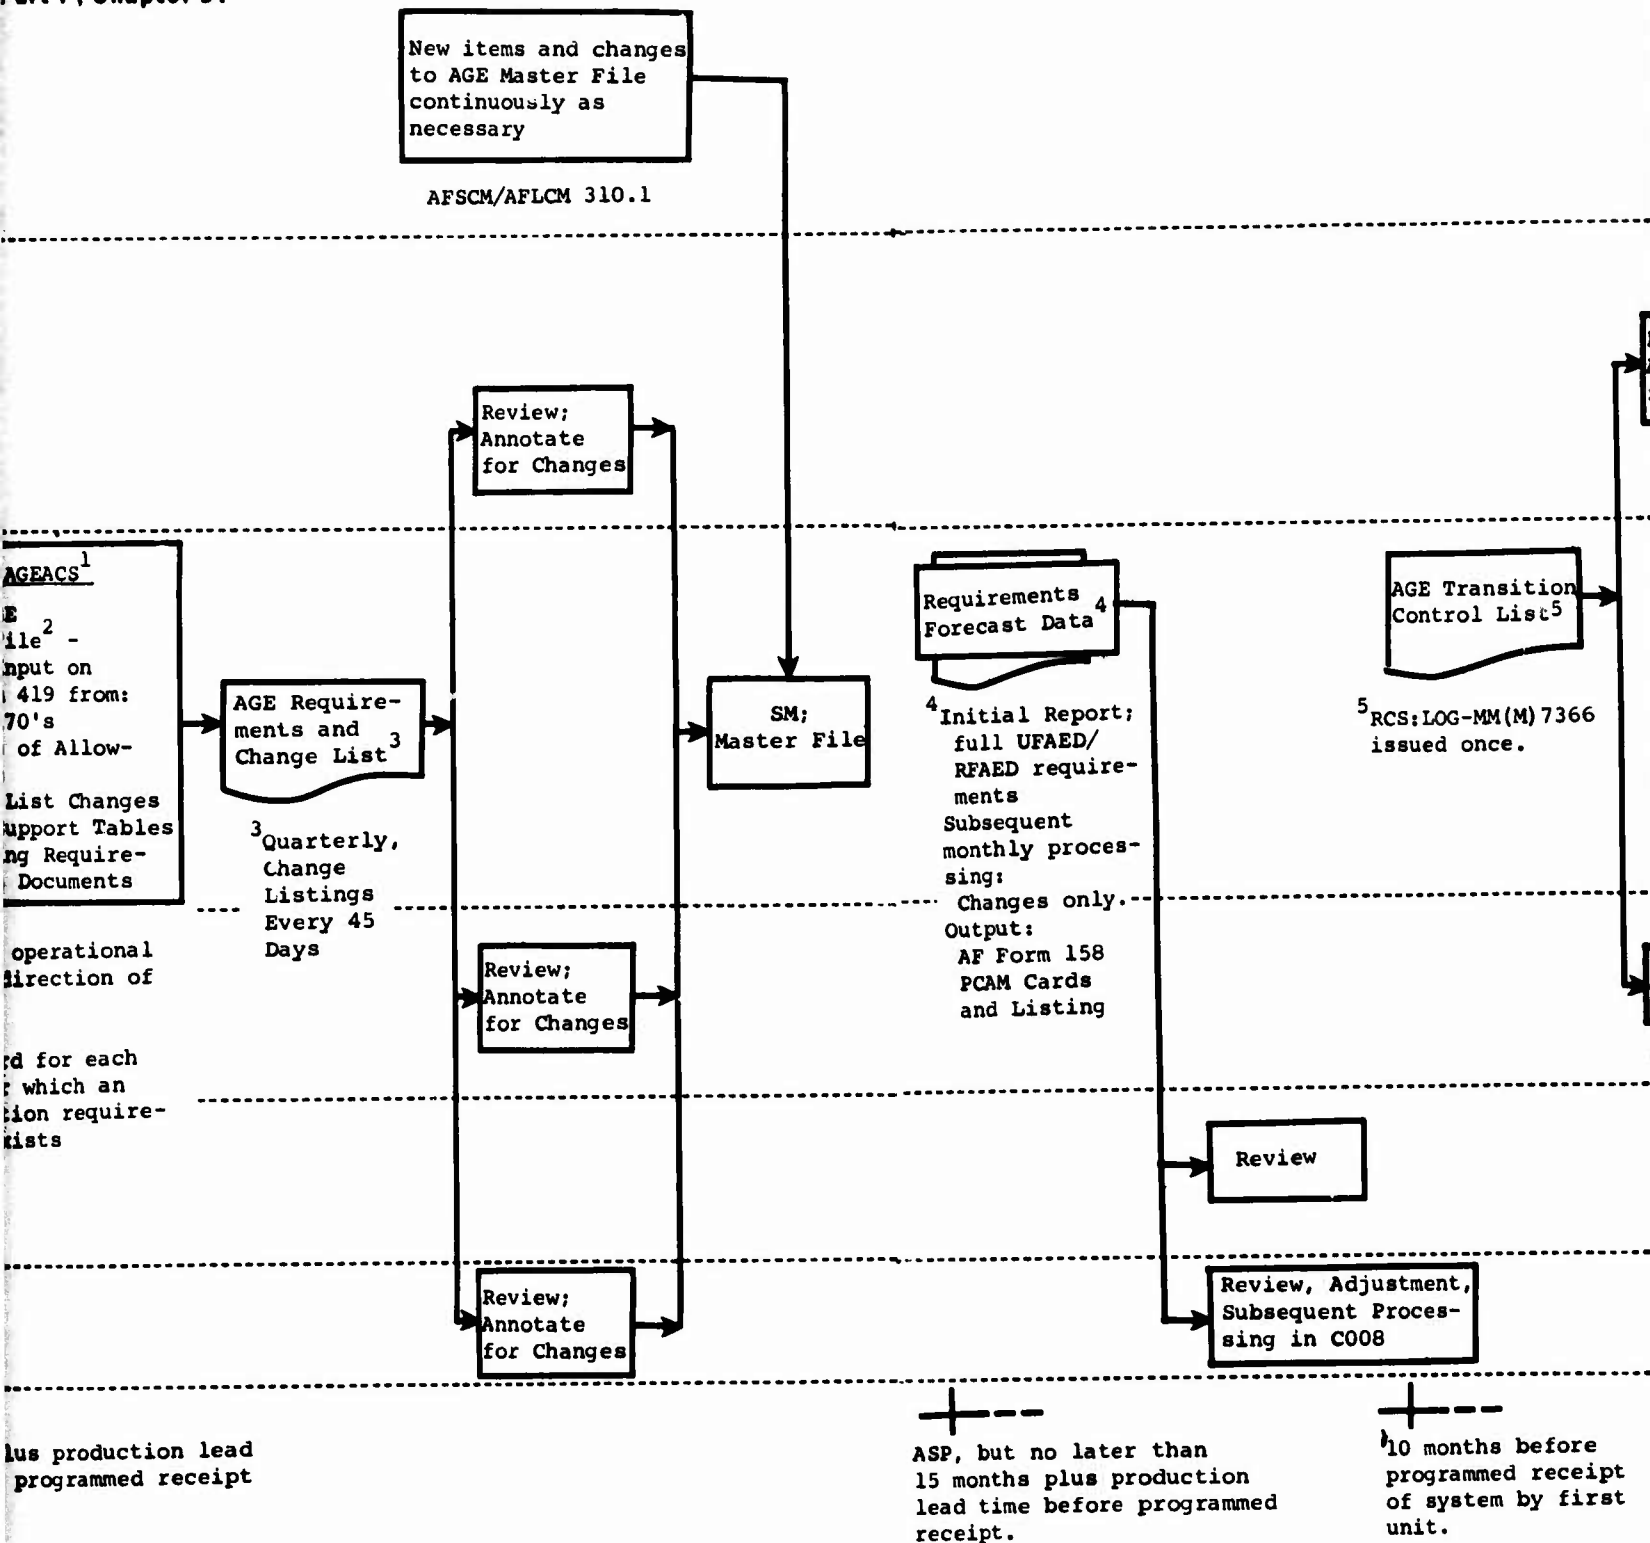 New items and changes
to AGE Master File
continuously as
necessary
AFSCM/AFLCM 310.1
Review;
Annotate
for Changes
AGEACS1
E
ile2 -
nput on
419 from:
70's
of Allow-
List Changes
upport Tables
ng Require-
Documents
operational
direction of
d for each
which an
tion require-
ists
AGE Require-
ments and
Change List3
3Quarterly,
Change
Listings
Every 45
Days
SM;
Master File
Review;
Annotate
for Changes
Review;
Annotate
for Changes
Requirements
Forecast Data4
4Initial Report;
full UFAED/
RFAED require-
ments
Subsequent
monthly proces-
sing:
Changes only.
Output:
AF Form 158
PCAM Cards
and Listing
AGE Transition
Control List5
5RCS:LOG-MM(M)7366
issued once.
Review
Review, Adjustment,
Subsequent Proces-
sing in C008
lus production lead
programmed receipt
ASP, but no later than
15 months plus production
lead time before programmed
receipt.
10 months before
programmed receipt
of system by first
unit.